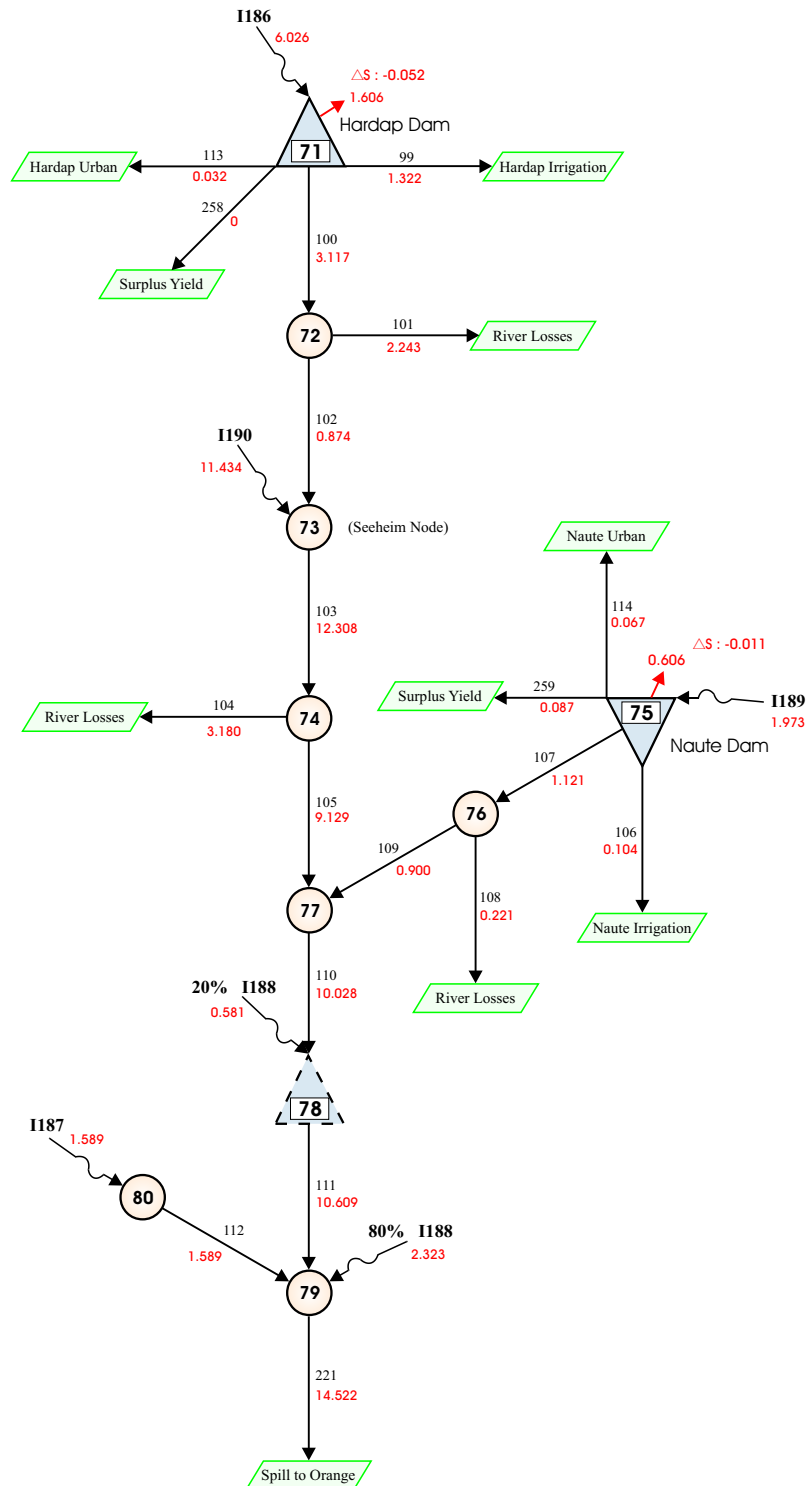 I186
6.026
△S : -0.052
1.606
Hardap Dam
71
Hardap Urban
113
0.032
99
1.322
Hardap Irrigation
258
0
Surplus Yield
100
3.117
72
101
2.243
River Losses
102
0.874
I190
11.434
73
(Seeheim Node)
Naute Urban
103
12.308
114
0.067
△S : -0.011
0.606
River Losses
104
3.180
74
Surplus Yield
259
0.087
75
I189
1.973
Naute Dam
107
1.121
105
9.129
76
106
0.104
109
0.900
108
0.221
77
Naute Irrigation
110
10.028
20% I188
0.581
River Losses
78
I187
1.589
80
111
10.609
112
1.589
80% I188
2.323
79
221
14.522
Spill to Orange